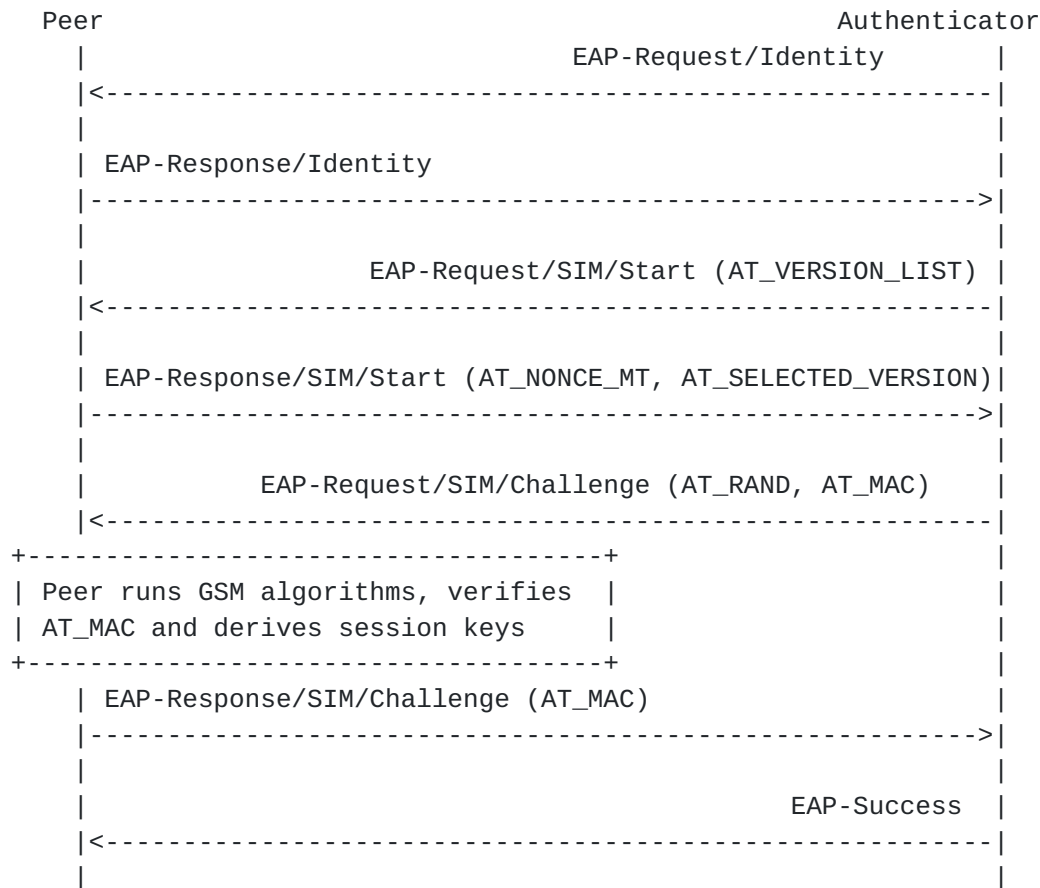 Peer Authenticator
EAP-Request/Identity
EAP-Response/Identity
EAP-Request/SIM/Start (AT_VERSION_LIST)
EAP-Response/SIM/Start (AT_NONCE_MT, AT_SELECTED_VERSION)
EAP-Request/SIM/Challenge (AT_RAND, AT_MAC)
Peer runs GSM algorithms, verifies
AT_MAC and derives session keys
EAP-Response/SIM/Challenge (AT_MAC)
EAP-Success